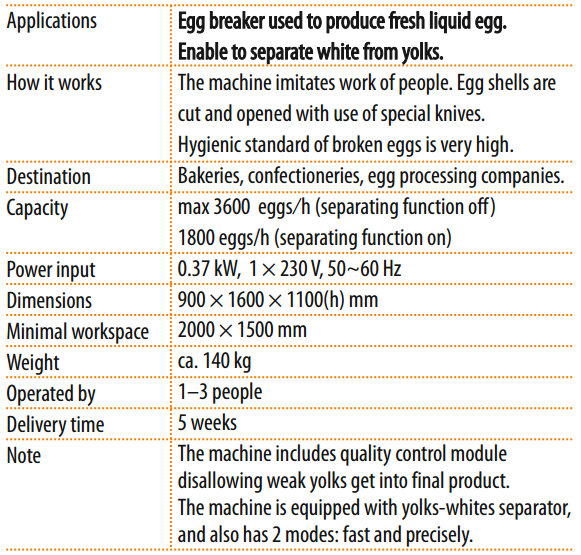 Applications
Egg breaker used to produce fresh liquid egg.
Enable to separate white from yolks.
How it works
The machine imitates work of people. Egg shells are
cut and opened with use of special knives.
Hygienic standard of broken eggs is very high.
Destination
Bakeries, confectioneries, egg processing companies.
Capacity
max 3600 eggs/h (separating function off)
1800 eggs/h (separating function on)
Power input
0.37 kW, 1 × 230 V, 50~60 Hz
Dimensions
900 × 1600 × 1100(h) mm
Minimal workspace
2000 × 1500 mm
Weight
ca. 140 kg
Operated by
1–3 people
Delivery time
5 weeks
Note
The machine includes quality control module
disallowing weak yolks get into final product.
The machine is equipped with yolks-whites separator,
and also has 2 modes: fast and precisely.